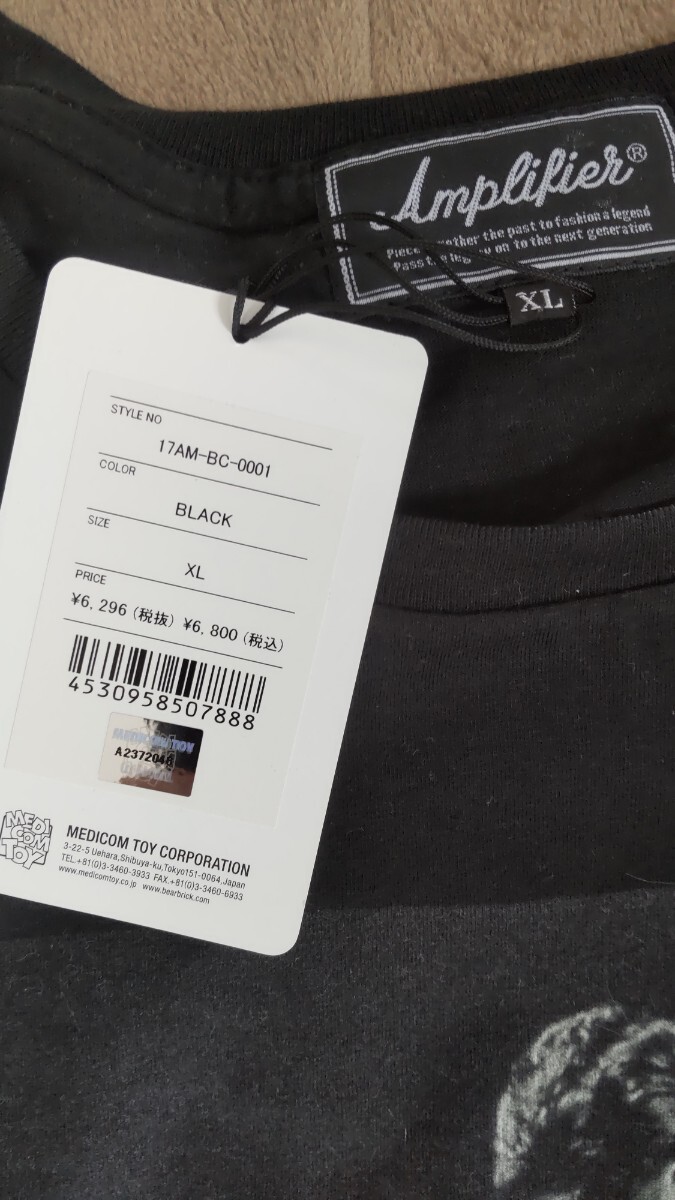 Amplifier®
Piece together the past to fashion a legend
Pass the on to the next generation
XL
STYLE NO
17AM-BC-0001
COLOR
BLACK
SIZE
XL
PRICE
¥6,296(税抜) ¥6,800(税込)
4530958507888
MEDICOM TOY
MEDI
COM
TOY
MEDICOM TOY CORPORATION
3-22-5 Uehara,Shibuya-ku,Tokyo151-0064,Japan
TEL.+81(0)3-3460-3933 FAX.+81(0)3-3460-6933
www.medicomtoy.co.jp www.bearbrick.com